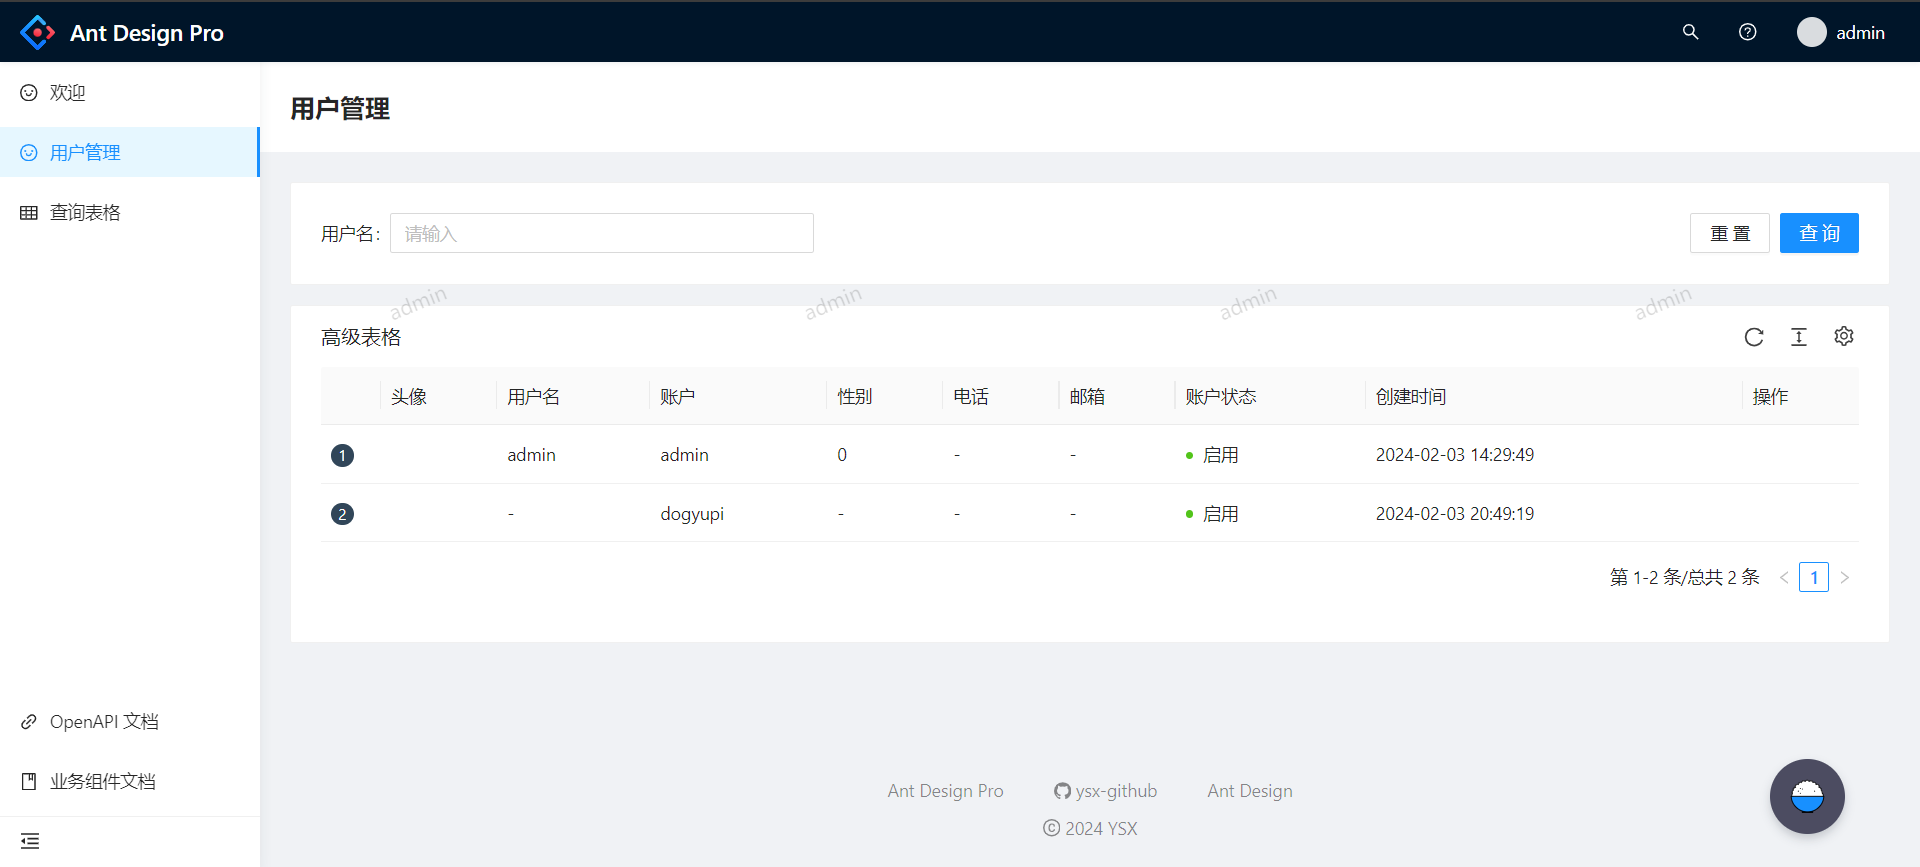 Ant Design Pro
admin
欢迎
用户管理
查询表格
OpenAPI 文档
业务组件文档
用户管理
用户名:
请输入
重 置
查 询
admin admin admin admin
高级表格
头像 用户名 账户 性别 电话 邮箱 账户状态 创建时间 操作
1 admin admin 0 - - 启用 2024-02-03 14:29:49
2 - dogyupi - - - 启用 2024-02-03 20:49:19
第 1-2 条/总共 2 条 < 1 >
Ant Design Pro ysx-github Ant Design
© 2024 YSX